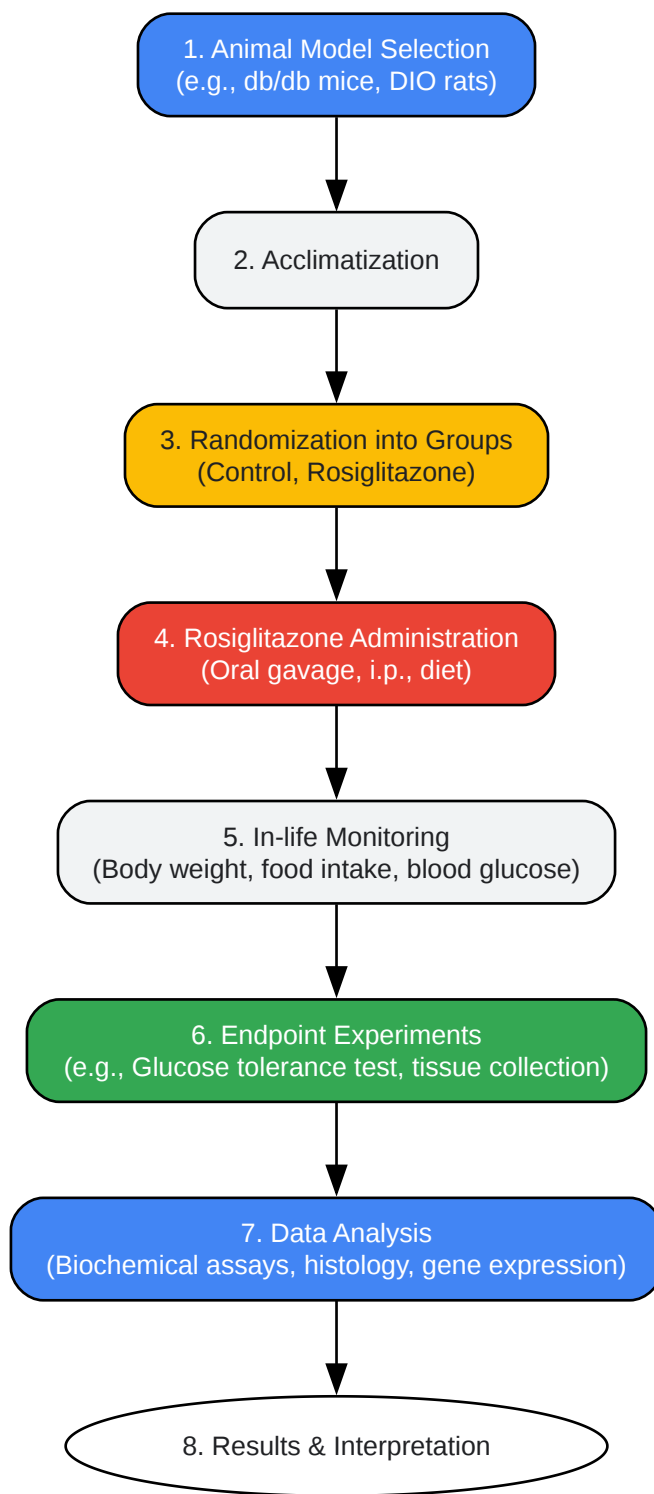 1. Animal Model Selection
(e.g., db/db mice, DIO rats)
2. Acclimatization
3. Randomization into Groups
(Control, Rosiglitazone)
4. Rosiglitazone Administration
(Oral gavage, i.p., diet)
5. In-life Monitoring
(Body weight, food intake, blood glucose)
6. Endpoint Experiments
(e.g., Glucose tolerance test, tissue collection)
7. Data Analysis
(Biochemical assays, histology, gene expression)
8. Results & Interpretation